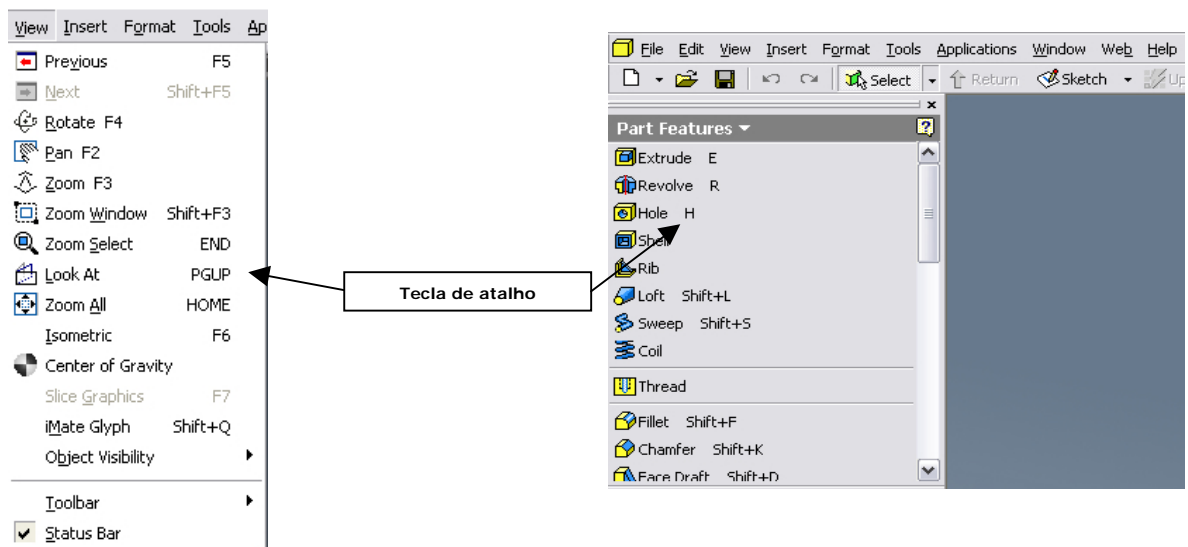 View Insert Format Tools Ap
Previous F5
Next Shift+F5
Rotate F4
Pan F2
Zoom F3
Zoom Window Shift+F3
Zoom Select END
Look At PGUP
Zoom All HOME
Isometric F6
Center of Gravity
Slice Graphics F7
iMate Glyph Shift+Q
Object Visibility
Toolbar
Status Bar
Tecla de atalho
File Edit View Insert Format Tools Applications Window Web Help
Select Return Sketch Up
Part Features
Extrude E
Revolve R
Hole H
Shell
Rib
Loft Shift+L
Sweep Shift+S
Coil
Thread
Fillet Shift+F
Chamfer Shift+K
Face Draft Shift+D